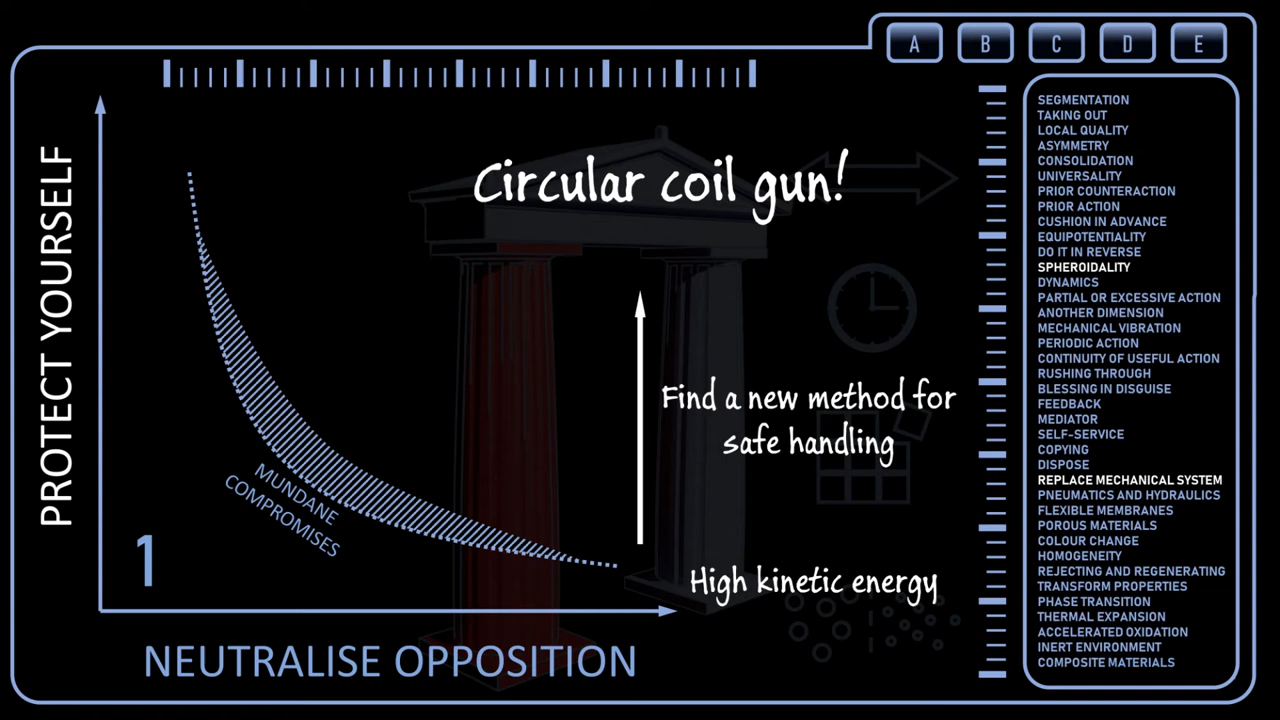 A B C D E
PROTECT YOURSELF
Circular coil gun!
Find a new method for
safe handling
High kinetic energy
MUNDANE
COMPROMISES
1
NEUTRALISE OPPOSITION
SEGMENTATION
TAKING OUT
LOCAL QUALITY
ASYMMETRY
CONSOLIDATION
UNIVERSALITY
PRIOR COUNTERACTION
PRIOR ACTION
CUSHION IN ADVANCE
EQUIPOTENTIALITY
DO IT IN REVERSE
SPHEROIDALITY
DYNAMICS
PARTIAL OR EXCESSIVE ACTION
ANOTHER DIMENSION
MECHANICAL VIBRATION
PERIODIC ACTION
CONTINUITY OF USEFUL ACTION
RUSHING THROUGH
BLESSING IN DISGUISE
FEEDBACK
MEDIATOR
SELF-SERVICE
COPYING
DISPOSE
REPLACE MECHANICAL SYSTEM
PNEUMATICS AND HYDRAULICS
FLEXIBLE MEMBRANES
POROUS MATERIALS
COLOUR CHANGE
HOMOGENEITY
REJECTING AND REGENERATING
TRANSFORM PROPERTIES
PHASE TRANSITION
THERMAL EXPANSION
ACCELERATED OXIDATION
INERT ENVIRONMENT
COMPOSITE MATERIALS